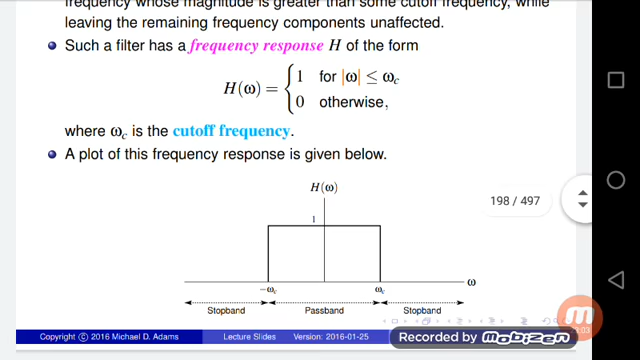 frequency whose magnitude is greater than some cutoff frequency, while
leaving the remaining frequency components unaffected.
Such a filter has a frequency response H of the form
H(ω) = { 1 for |ω| ≤ ωc
0 otherwise,
where ωc is the cutoff frequency.
A plot of this frequency response is given below.
H(ω)
198 / 497
1
−ωc
ωc
ω
Stopband
Passband
Stopband
Copyright © 2016 Michael D. Adams
Lecture Slides
Version: 2016-01-25
Recorded by
mobizen